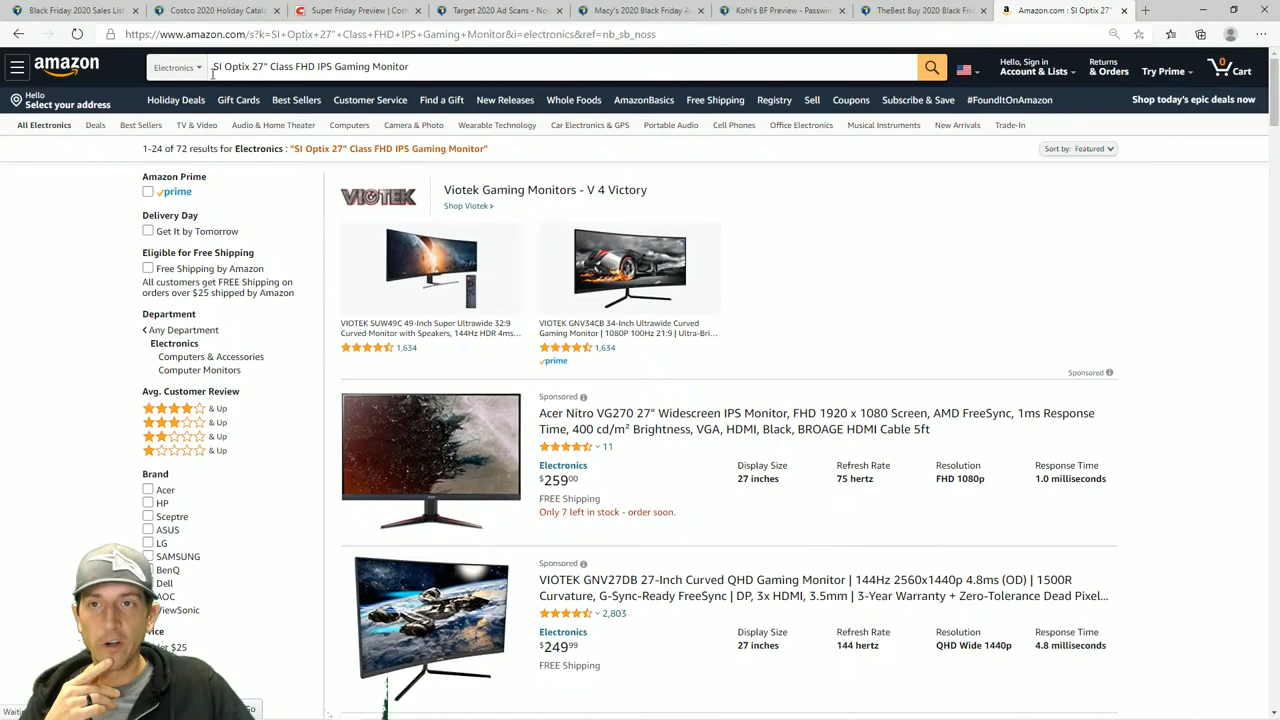 Black Friday 2020 Sales List
Costco 2020 Holiday Catal
Super Friday Preview | Cost
Target 2020 Ad Scans - No
Macy's 2020 Black Friday A
Kohl's BF Preview - Passwin
TheBest Buy 2020 Black Fri
Amazon.com : SI Optix 27"
https://www.amazon.com/s?k=SI+Optix+27"+Class+FHD+IPS+Gaming+Monitor&i=electronics&ref=nb_sb_noss
amazon
Electronics
SI Optix 27" Class FHD IPS Gaming Monitor
Hello, Sign in
Account & Lists
Returns
& Orders
Try Prime
0
Cart
Hello
Select your address
Holiday Deals
Gift Cards
Best Sellers
Customer Service
Find a Gift
New Releases
Whole Foods
AmazonBasics
Free Shipping
Registry
Sell
Coupons
Subscribe & Save
#FoundItOnAmazon
Shop today's epic deals now
All Electronics
Deals
Best Sellers
TV & Video
Audio & Home Theater
Computers
Camera & Photo
Wearable Technology
Car Electronics & GPS
Portable Audio
Cell Phones
Office Electronics
Musical Instruments
New Arrivals
Trade-In
1-24 of 72 results for Electronics : "SI Optix 27" Class FHD IPS Gaming Monitor"
Sort by: Featured
Amazon Prime
prime
Delivery Day
Get It by Tomorrow
Eligible for Free Shipping
Free Shipping by Amazon
All customers get FREE Shipping on
orders over $25 shipped by Amazon
Department
Any Department
Electronics
Computers & Accessories
Computer Monitors
Avg. Customer Review
& Up
& Up
& Up
& Up
Brand
Acer
HP
Sceptre
ASUS
LG
SAMSUNG
BenQ
Dell
AOC
ViewSonic
VIOTEK
Viotek Gaming Monitors - V 4 Victory
Shop Viotek
VIOTEK SUW49C 49-Inch Super Ultrawide 32:9
Curved Monitor with Speakers, 144Hz HDR 4ms...
1,634
VIOTEK GNV34CB 34-Inch Ultrawide Curved
Gaming Monitor | 1080P 100Hz 21:9 | Ultra-Bri...
1,634
prime
Sponsored
Sponsored
Acer Nitro VG270 27" Widescreen IPS Monitor, FHD 1920 x 1080 Screen, AMD FreeSync, 1ms Response
Time, 400 cd/m² Brightness, VGA, HDMI, Black, BROAGE HDMI Cable 5ft
11
Electronics
$25900
FREE Shipping
Only 7 left in stock - order soon.
Display Size
27 inches
Refresh Rate
75 hertz
Resolution
FHD 1080p
Response Time
1.0 milliseconds
Sponsored
VIOTEK GNV27DB 27-Inch Curved QHD Gaming Monitor | 144Hz 2560x1440p 4.8ms (OD) | 1500R
Curvature, G-Sync-Ready FreeSync | DP, 3x HDMI, 3.5mm | 3-Year Warranty + Zero-Tolerance Dead Pixel...
2,803
Electronics
$24999
FREE Shipping
Display Size
27 inches
Refresh Rate
144 hertz
Resolution
QHD Wide 1440p
Response Time
4.8 milliseconds